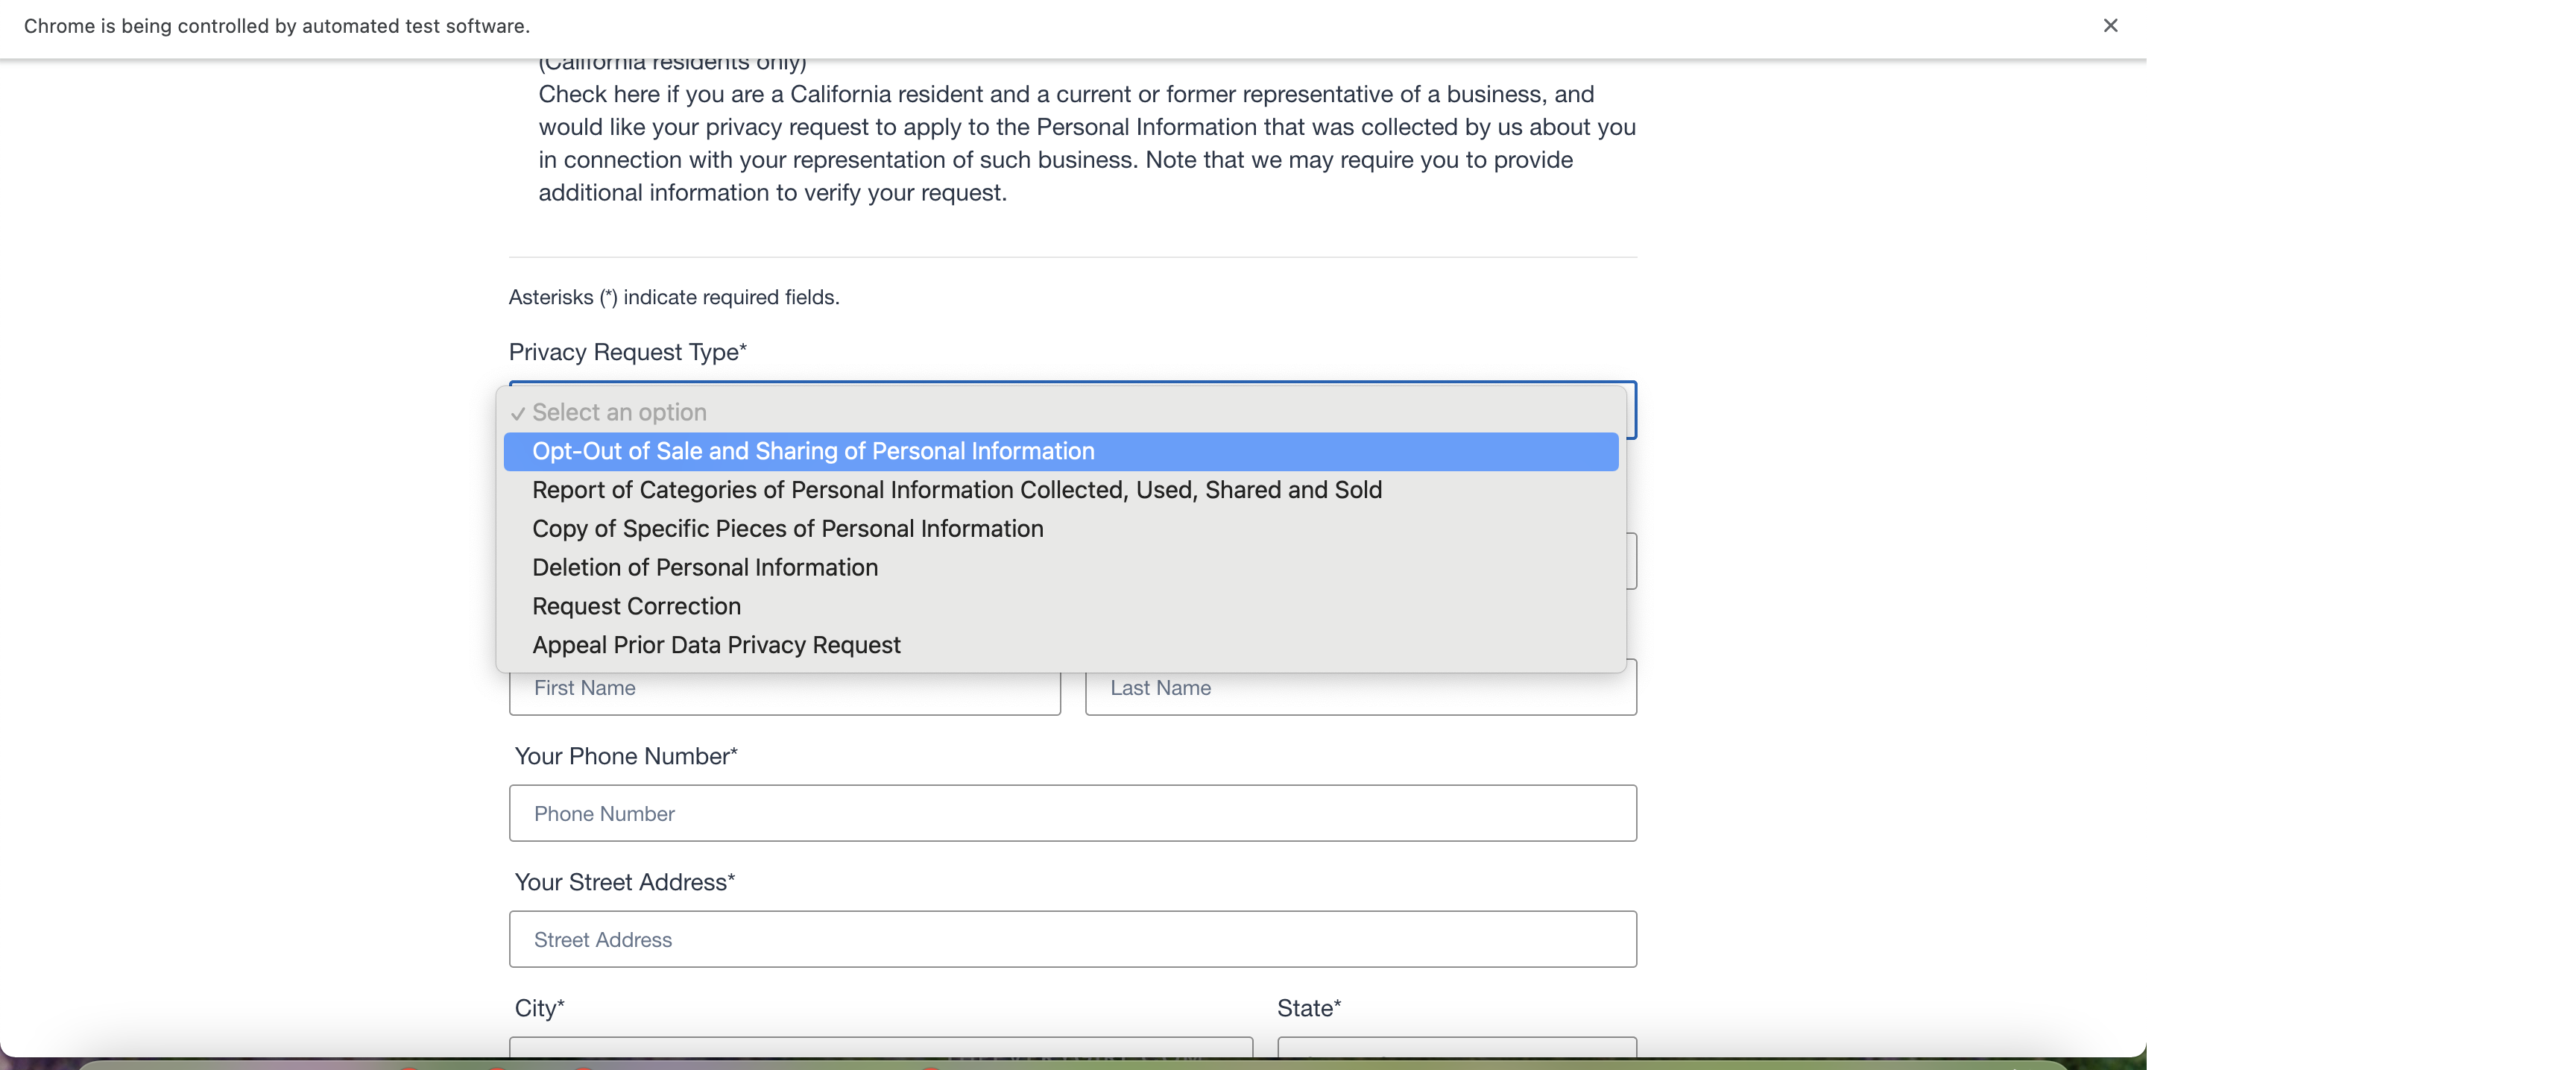 Chrome is being controlled by automated test software.
(California residents only)
Check here if you are a California resident and a current or former representative of a business, and
would like your privacy request to apply to the Personal Information that was collected by us about you
in connection with your representation of such business. Note that we may require you to provide
additional information to verify your request.
Asterisks (*) indicate required fields.
Privacy Request Type*
Select an option
Opt-Out of Sale and Sharing of Personal Information
Report of Categories of Personal Information Collected, Used, Shared and Sold
Copy of Specific Pieces of Personal Information
Deletion of Personal Information
Request Correction
Appeal Prior Data Privacy Request
First Name
Last Name
Your Phone Number*
Phone Number
Your Street Address*
Street Address
City*
State*